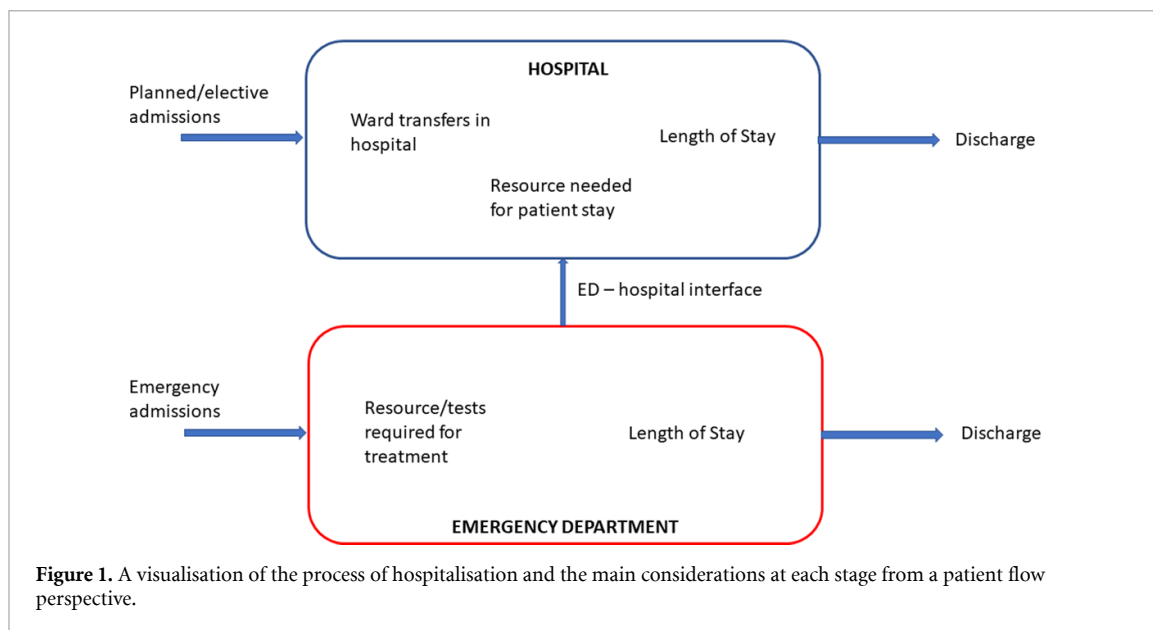 HOSPITAL
Planned/elective
admissions
Ward transfers in
hospital
Length of Stay
Discharge
Resource needed
for patient stay
ED – hospital interface
Emergency
admissions
Resource/tests
required for
treatment
Length of Stay
Discharge
EMERGENCY DEPARTMENT
Figure 1. A visualisation of the process of hospitalisation and the main considerations at each stage from a patient flow
perspective.